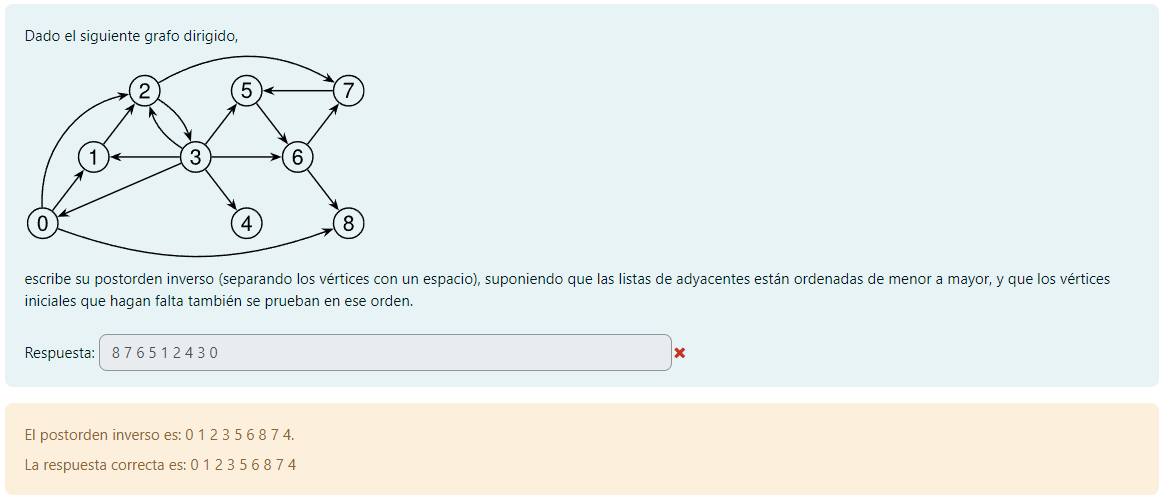 Dado el siguiente grafo dirigido,
2 5 7
1 3 6
0 4 8
escribe su postorden inverso (separando los vértices con un espacio), suponiendo que las listas de adyacentes están ordenadas de menor a mayor, y que los vértices
iniciales que hagan falta también se prueban en ese orden.
Respuesta: 8 7 6 5 1 2 4 3 0
El postorden inverso es: 0 1 2 3 5 6 8 7 4.
La respuesta correcta es: 0 1 2 3 5 6 8 7 4